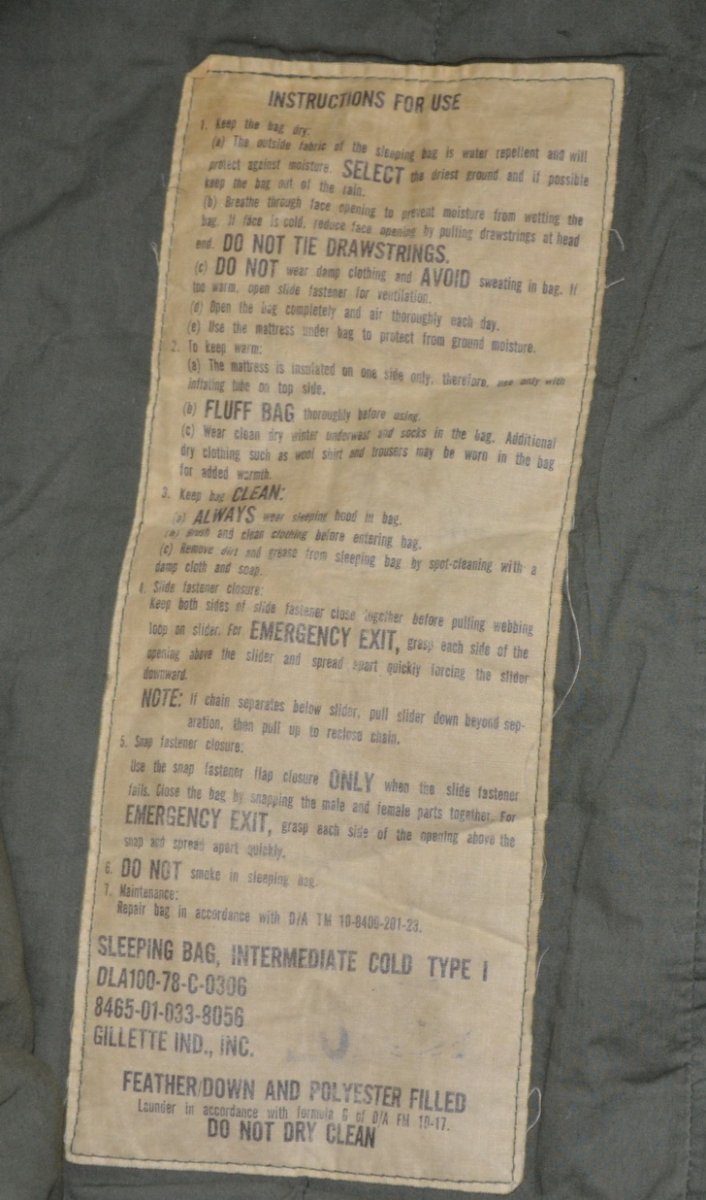 INSTRUCTIONS FOR USE
1. Keep the bag dry:
(a) The outside fabric of the sleeping bag is water repellent and will
protect against moisture. SELECT the driest ground and if possible
keep the bag out of the rain.
(b) Breathe through face opening to prevent moisture from wetting the
bag. If face is cold, reduce face opening by pulling drawstrings at head
end. DO NOT TIE DRAWSTRINGS.
(c) DO NOT wear damp clothing and AVOID sweating in bag. If
too warm, open slide fastener for ventilation.
(d) Open the bag completely and air thoroughly each day.
(e) Use the mattress under bag to protect from ground moisture.
2. To keep warm:
(a) The mattress is insulated on one side only, therefore, use only with
inflating tube on top side.
(b) FLUFF BAG thoroughly before using.
(c) Wear clean dry winter underwear and socks in the bag. Additional
dry clothing such as wool shirt and trousers may be worn in the bag
for added warmth.
3. Keep bag CLEAN:
(a) ALWAYS wear sleeping hood in bag.
(b) Brush and clean clothing before entering bag.
(c) Remove dirt and grease from sleeping bag by spot-cleaning with a
damp cloth and soap.
4. Slide fastener closure:
Keep both sides of slide fastener close together before pulling webbing
loop on slider. For EMERGENCY EXIT, grasp each side of the
opening above the slider and spread apart quickly forcing the slider
downward.
NOTE: If chain separates below slider, pull slider down beyond sep-
aration, then pull up to reclose chain.
5. Snap fastener closure:
Use the snap fastener flap closure ONLY when the slide fastener
fails. Close the bag by snapping the male and female parts together. For
EMERGENCY EXIT, grasp each side of the opening above the
snap and spread apart quickly.
6. DO NOT smoke in sleeping bag.
7. Maintenance:
Repair bag in accordance with D/A TM 10-8400-201-23.
SLEEPING BAG, INTERMEDIATE COLD TYPE I
DLA100-78-C-0306
8465-01-033-8056
GILLETTE IND., INC.
FEATHER/DOWN AND POLYESTER FILLED
Launder in accordance with formula G of D/A FM 10-17.
DO NOT DRY CLEAN